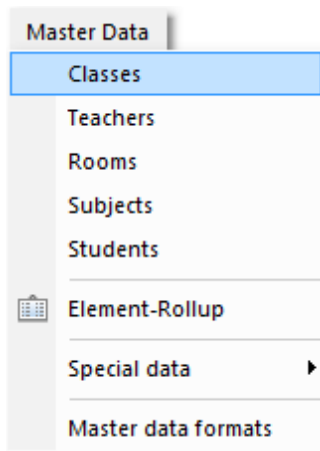 Master Data
Classes
Teachers
Rooms
Subjects
Students
Element-Rollup
Special data
Master data formats